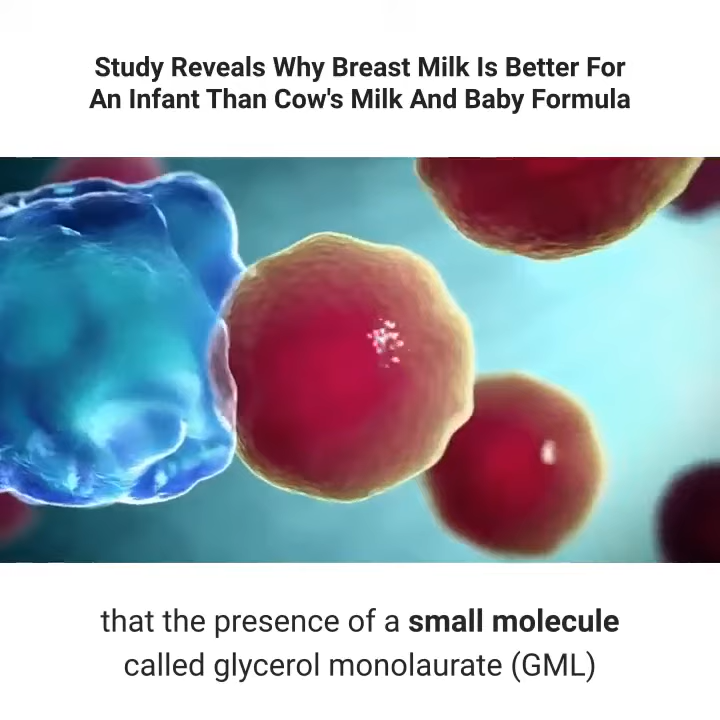 Study Reveals Why Breast Milk Is Better For
An Infant Than Cow's Milk And Baby Formula
that the presence of a small molecule
called glycerol monolaurate (GML)